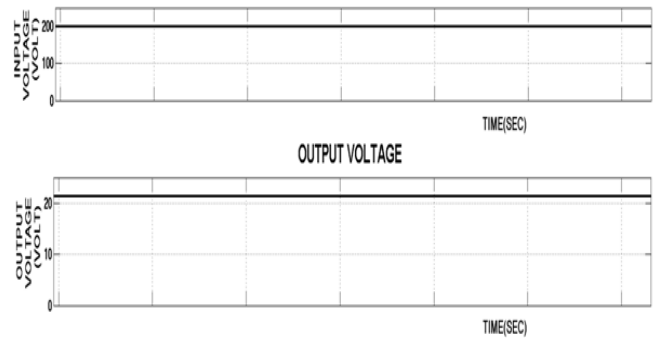 INPUT
VOLTAGE
(VOLT)
200
100
0
TIME(SEC)
OUTPUT VOLTAGE
OUTPUT
VOLTAGE
(VOLT)
20
10
0
TIME(SEC)